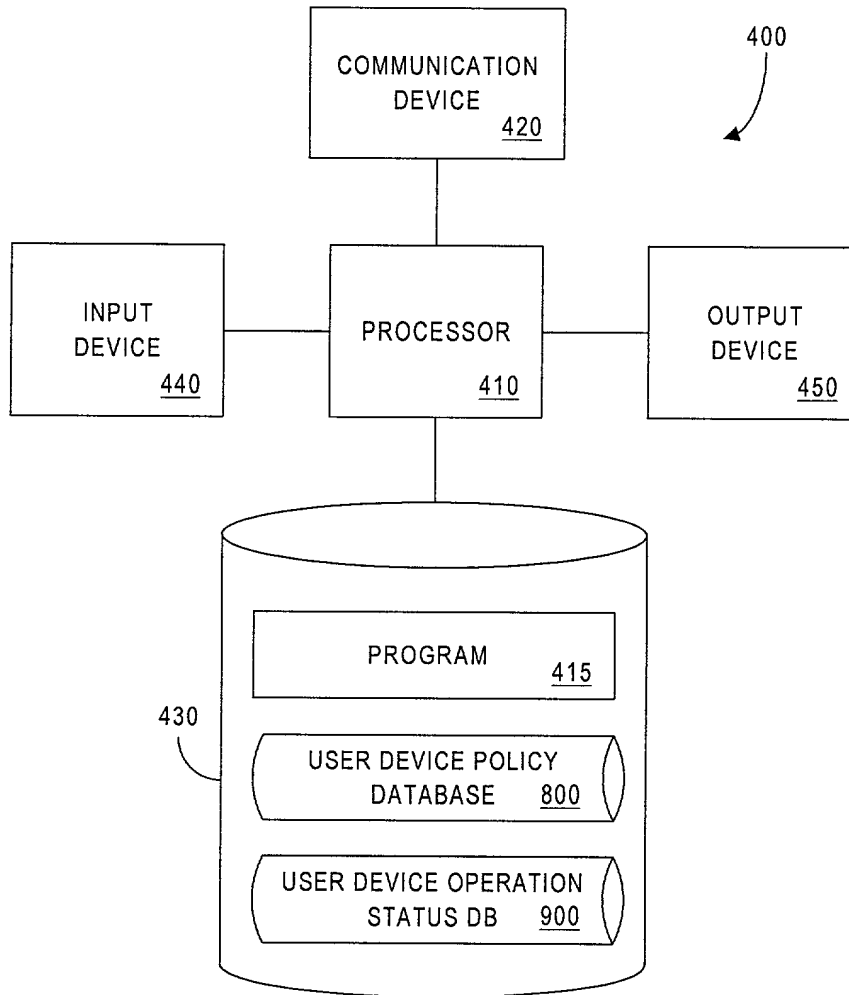 400
COMMUNICATION
DEVICE
420
INPUT
DEVICE
440
PROCESSOR
410
OUTPUT
DEVICE
450
PROGRAM
415
430
USER DEVICE POLICY
DATABASE 800
USER DEVICE OPERATION
STATUS DB 900